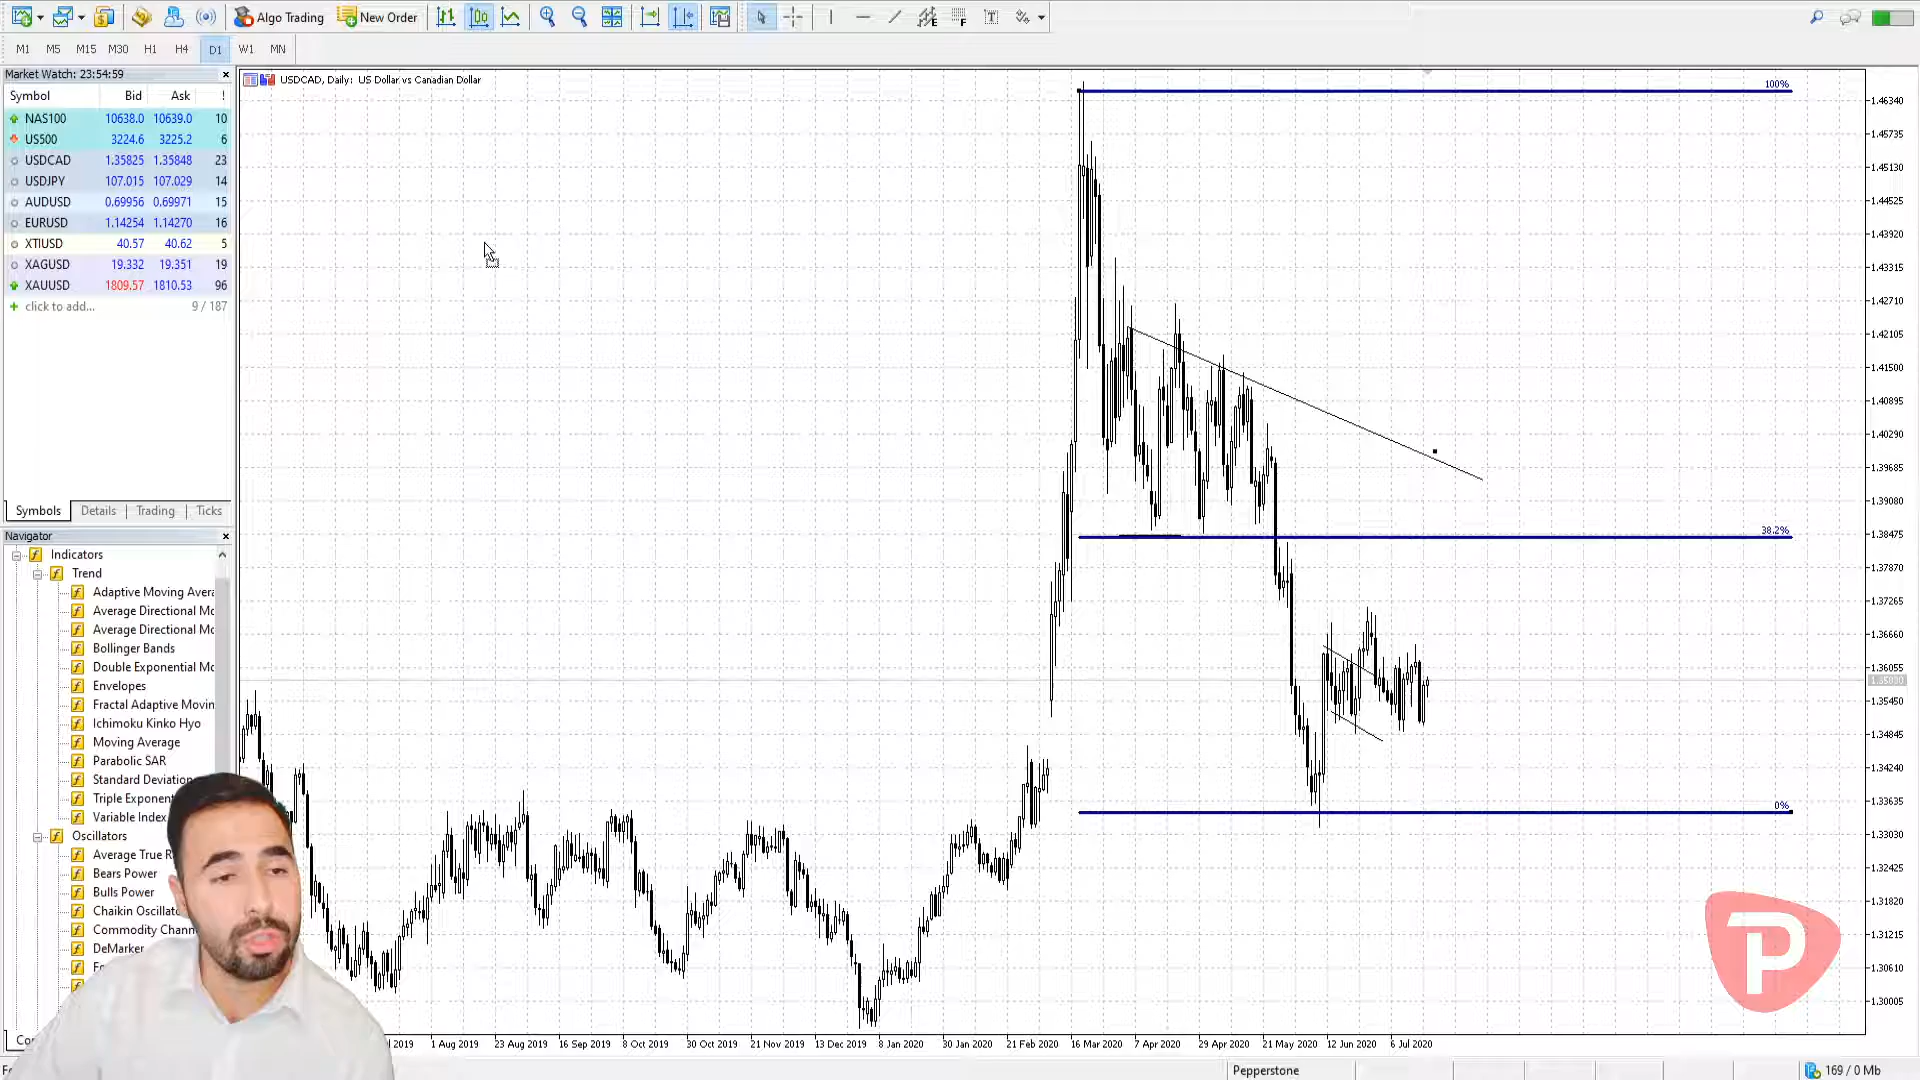 Algo Trading
New Order
M1 M5 M15 M30 H1 H4 D1 W1 MN
Market Watch: 23:54:59
Symbol Bid Ask !
NAS100 10638.0 10639.0 10
US500 3224.6 3225.2 6
USDCAD 1.35825 1.35848 23
USDJPY 107.015 107.029 14
AUDUSD 0.69956 0.69971 15
EURUSD 1.14254 1.14270 16
XTIUSD 40.57 40.62 5
XAGUSD 19.332 19.351 19
XAUUSD 1809.57 1810.53 96
click to add... 9 / 187
Symbols Details Trading Ticks
Navigator
Indicators
Trend
Adaptive Moving Avera
Average Directional Mo
Average Directional Mo
Bollinger Bands
Double Exponential Mo
Envelopes
Fractal Adaptive Movin
Ichimoku Kinko Hyo
Moving Average
Parabolic SAR
Standard Deviation
Triple Exponent
Variable Index
Oscillators
Average True R
Bears Power
Bulls Power
Chaikin Oscillato
Commodity Chann
DeMarker
USDCAD, Daily: US Dollar vs Canadian Dollar
100%
38.2%
0%
1.46340
1.45735
1.45130
1.44525
1.43920
1.43315
1.42710
1.42105
1.41500
1.40895
1.40290
1.39685
1.39080
1.38475
1.37870
1.37265
1.36660
1.36055
1.35450
1.34845
1.34240
1.33635
1.33030
1.32425
1.31820
1.31215
1.30610
1.30005
2019 1 Aug 2019 23 Aug 2019 16 Sep 2019 8 Oct 2019 30 Oct 2019 21 Nov 2019 13 Dec 2019 8 Jan 2020 30 Jan 2020 21 Feb 2020 16 Mar 2020 7 Apr 2020 29 Apr 2020 21 May 2020 12 Jun 2020 6 Jul 2020
P
Pepperstone
169 / 0 Mb